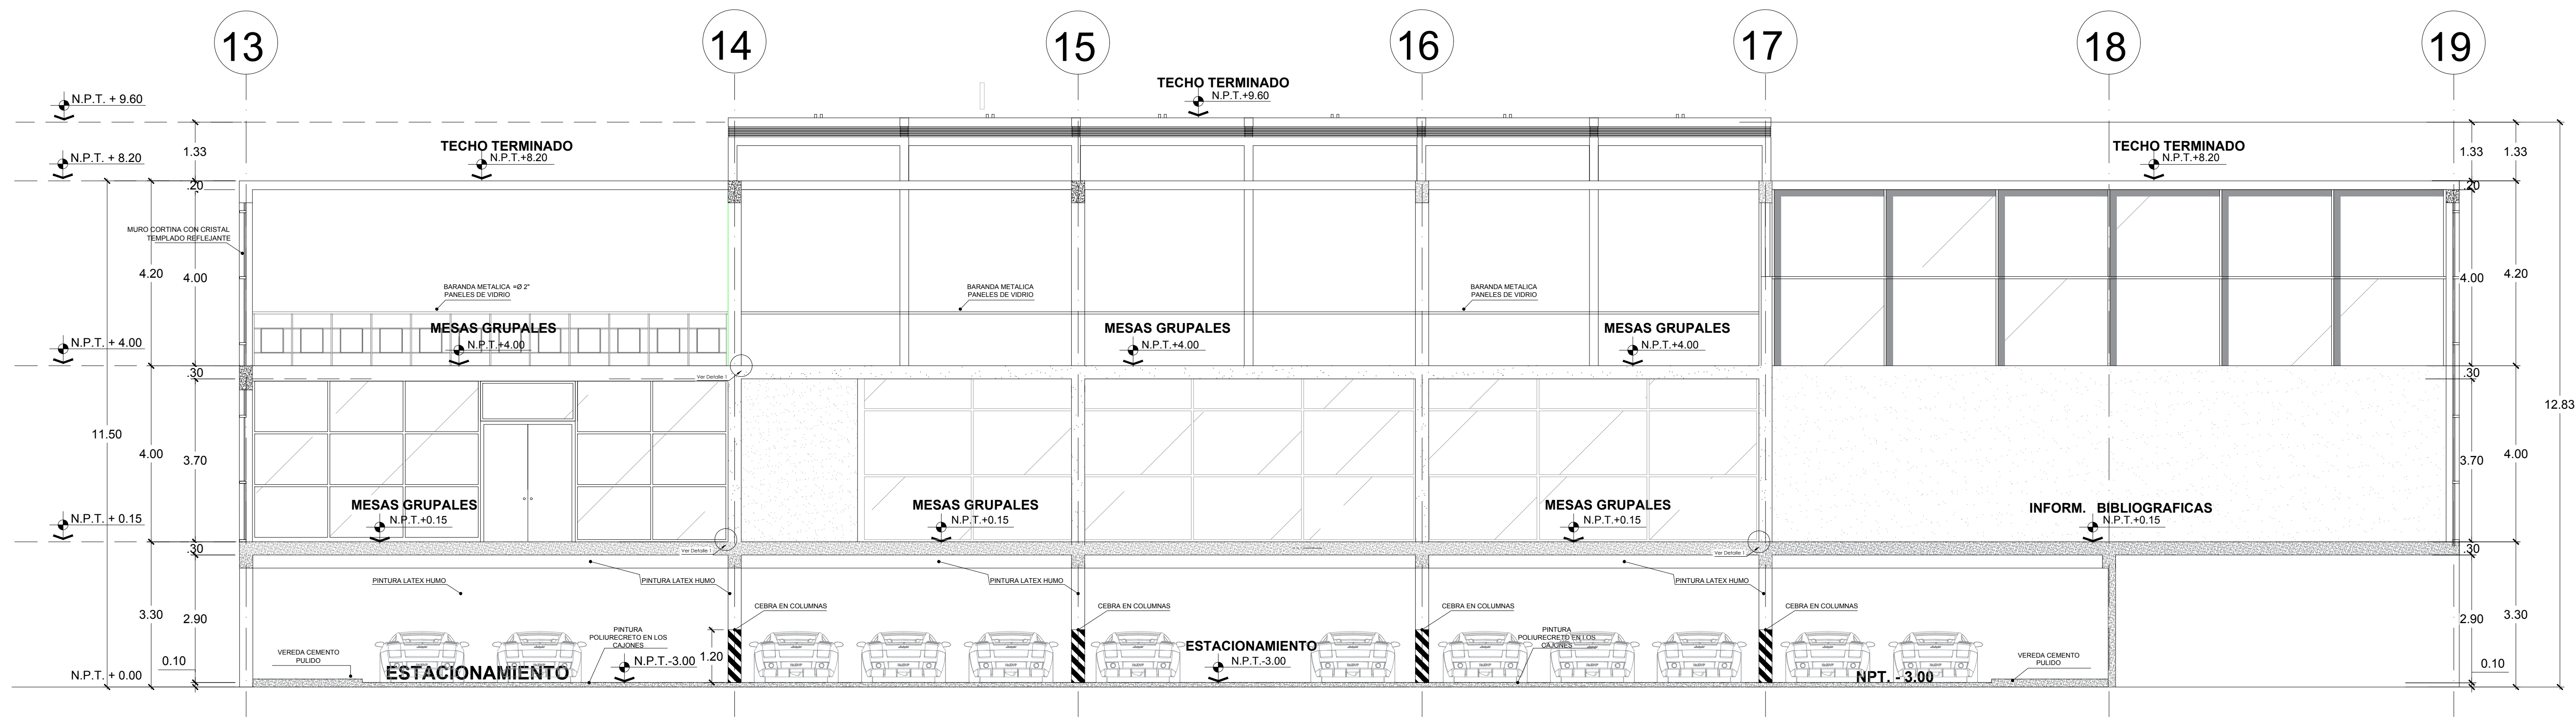 13
14
15
16
17
18
19
TECHO TERMINADO
N.P.T.+9.60
N.P.T. + 9.60
1.33
TECHO TERMINADO
N.P.T.+8.20
N.P.T. + 8.20
TECHO TERMINADO
N.P.T.+8.20
1.33
1.33
.20
.20
MURO CORTINA CON CRISTAL
TEMPLADO REFLEJANTE
4.20
4.00
4.00
4.20
BARANDA METALICA =Ø 2"
PANELES DE VIDRIO
BARANDA METALICA
PANELES DE VIDRIO
BARANDA METALICA
PANELES DE VIDRIO
MESAS GRUPALES
N.P.T.+4.00
MESAS GRUPALES
N.P.T.+4.00
MESAS GRUPALES
N.P.T.+4.00
N.P.T. + 4.00
.30
Ver Detalle 1
.30
12.83
11.50
4.00
3.70
3.70
4.00
MESAS GRUPALES
N.P.T.+0.15
MESAS GRUPALES
N.P.T.+0.15
MESAS GRUPALES
N.P.T.+0.15
INFORM. BIBLIOGRAFICAS
N.P.T.+0.15
N.P.T. + 0.15
.30
Ver Detalle 1
Ver Detalle 1
.30
PINTURA LATEX HUMO
PINTURA LATEX HUMO
PINTURA LATEX HUMO
PINTURA LATEX HUMO
CEBRA EN COLUMNAS
CEBRA EN COLUMNAS
CEBRA EN COLUMNAS
CEBRA EN COLUMNAS
3.30
2.90
2.90
3.30
PINTURA
POLIURECRETO EN LOS
CAJONES
PINTURA
POLIURECRETO EN LOS
CAJONES
1.20
VEREDA CEMENTO
PULIDO
VEREDA CEMENTO
PULIDO
0.10
0.10
ESTACIONAMIENTO
N.P.T.-3.00
ESTACIONAMIENTO
N.P.T.-3.00
NPT. - 3.00
N.P.T. + 0.00